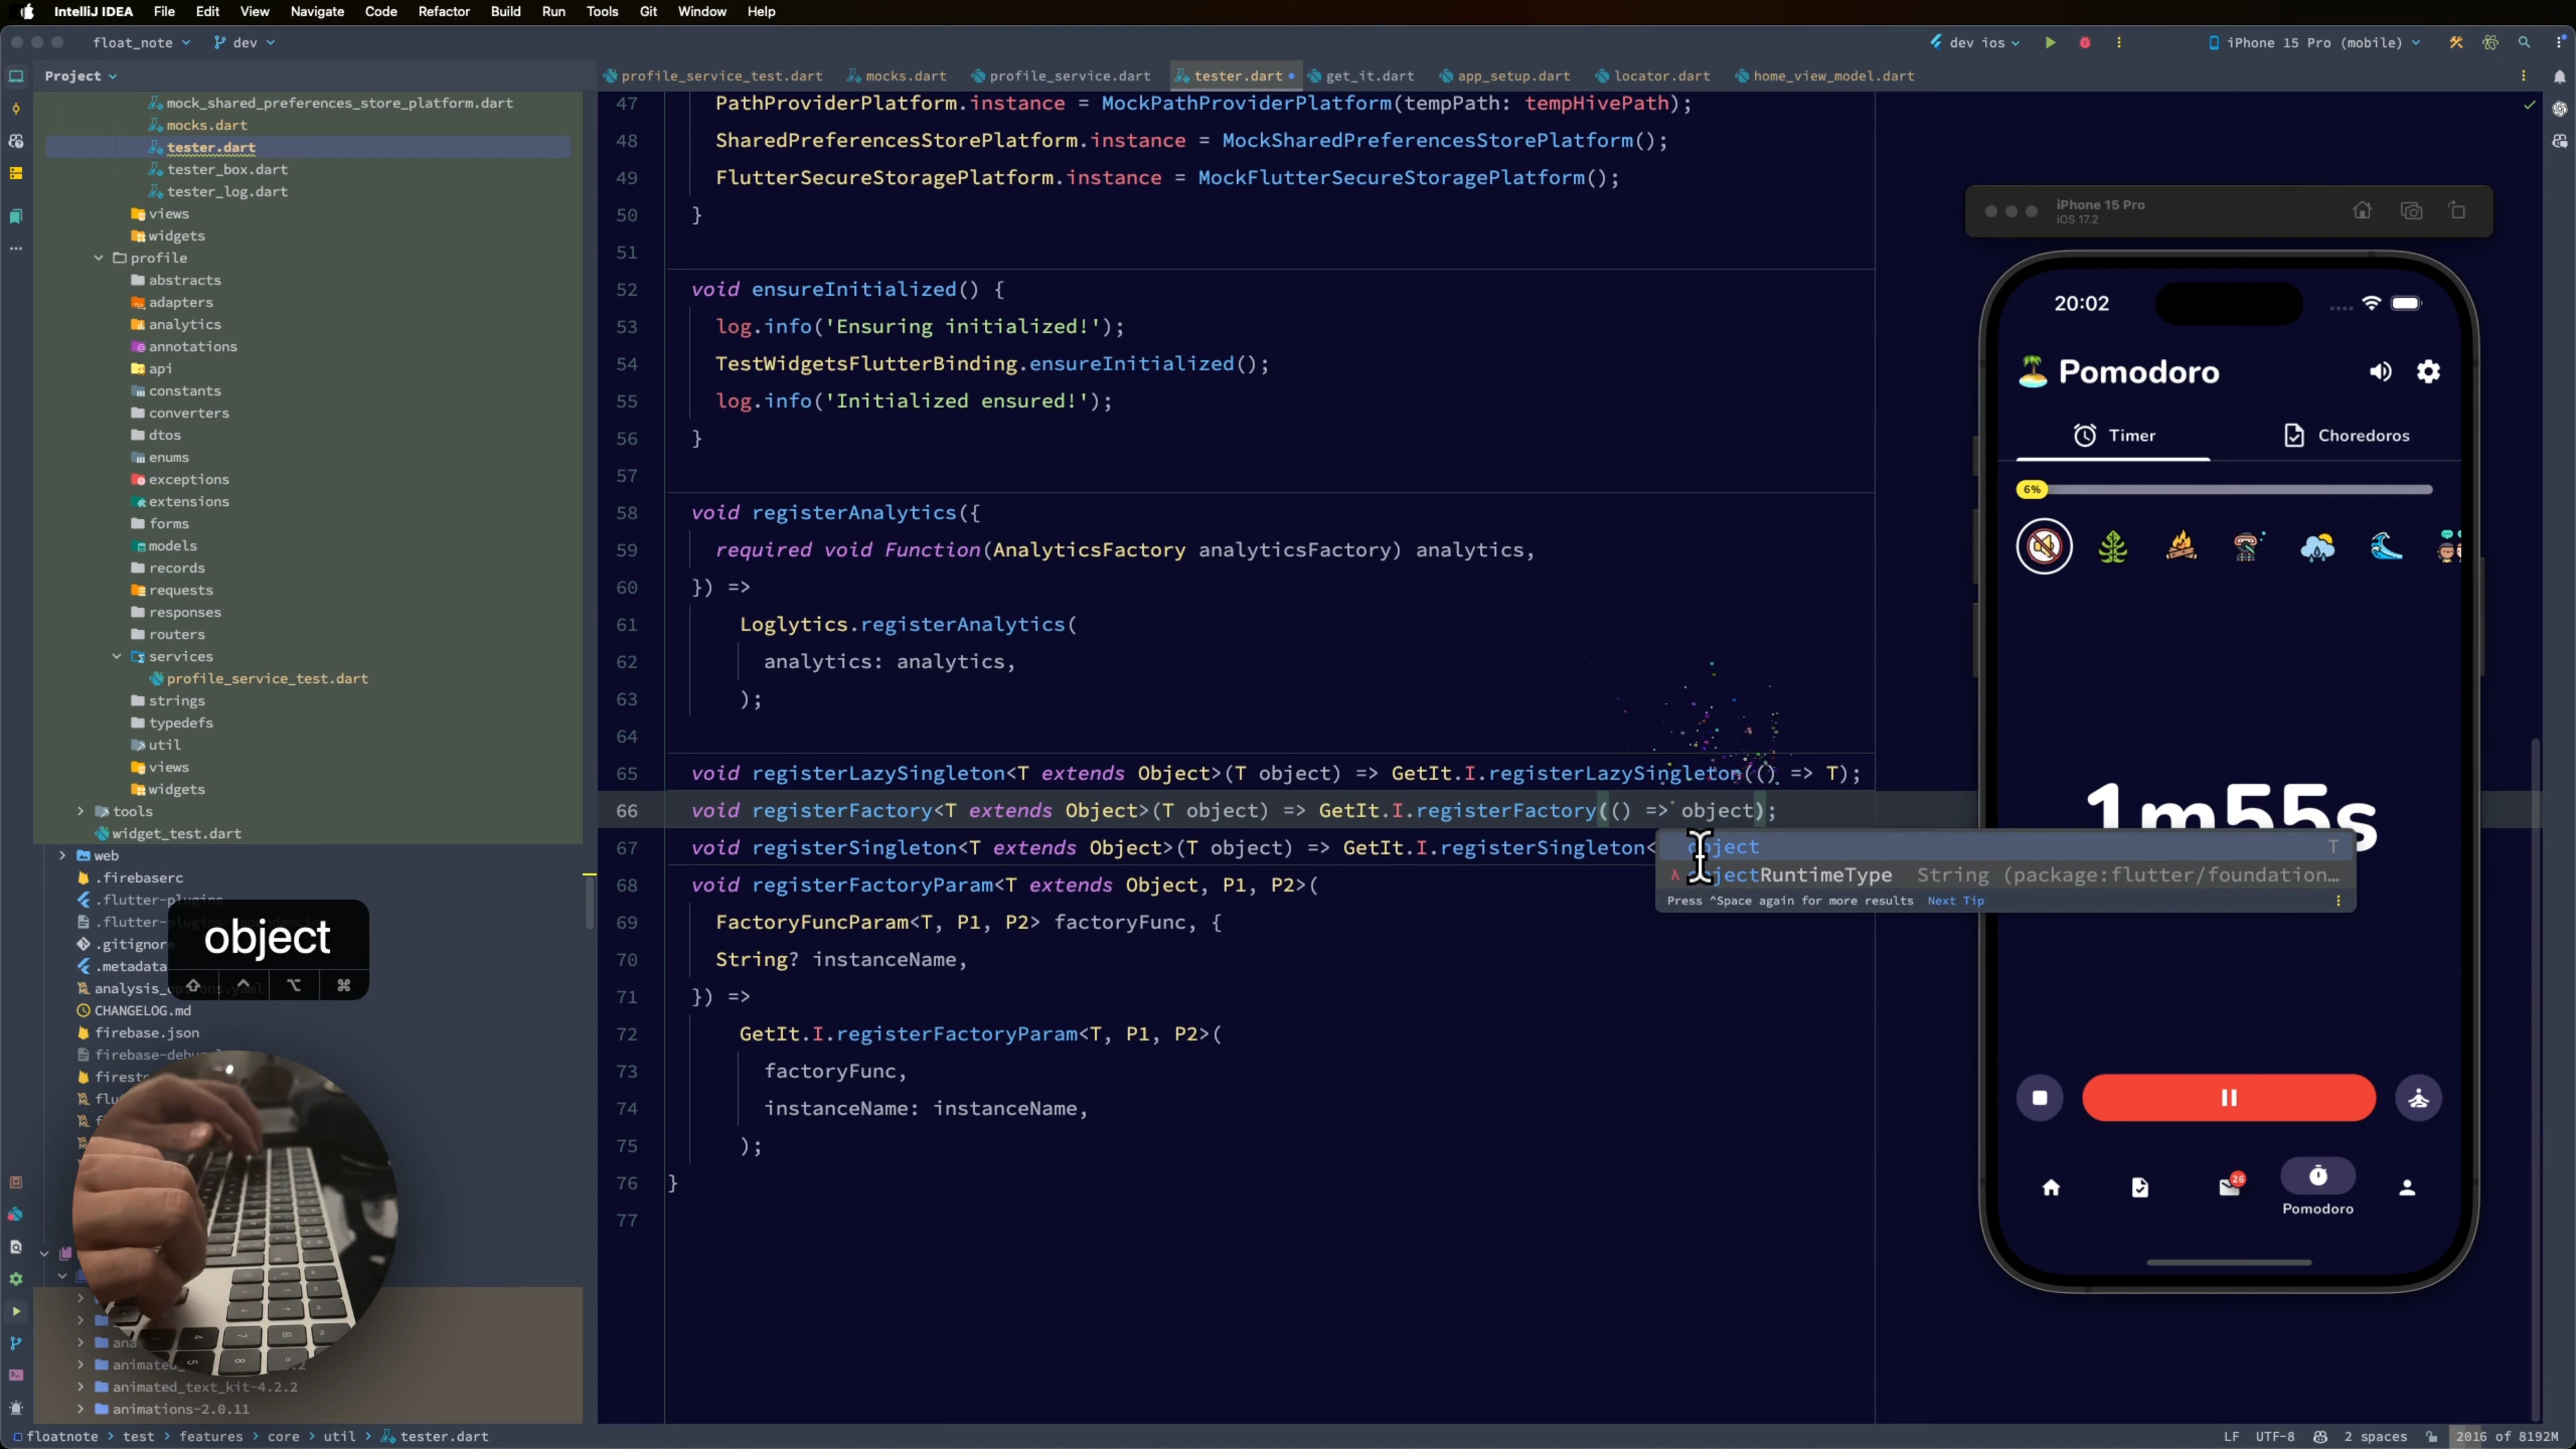 IntelliJ IDEA File Edit View Navigate Code Refactor Build Run Tools Git Window Help
float_note dev
dev ios iPhone 15 Pro (mobile)
Project
profile_service_test.dart mocks.dart profile_service.dart tester.dart get_it.dart app_setup.dart locator.dart home_view_model.dart
mock_shared_preferences_store_platform.dart
mocks.dart
tester.dart
tester_box.dart
tester_log.dart
views
widgets
profile
abstracts
adapters
analytics
annotations
api
constants
converters
dtos
enums
exceptions
extensions
forms
models
records
requests
responses
routers
services
profile_service_test.dart
strings
typedefs
util
views
widgets
tools
widget_test.dart
web
.firebaserc
.flutter-plugins
.gitignore
.metadata
CHANGELOG.md
firebase.json
animated_text_kit-4.2.2
animations-2.0.11
object
47 PathProviderPlatform.instance = MockPathProviderPlatform(tempPath: tempHivePath);
48 SharedPreferencesStorePlatform.instance = MockSharedPreferencesStorePlatform();
49 FlutterSecureStoragePlatform.instance = MockFlutterSecureStoragePlatform();
50 }
51
52 void ensureInitialized() {
53 log.info('Ensuring initialized!');
54 TestWidgetsFlutterBinding.ensureInitialized();
55 log.info('Initialized ensured!');
56 }
57
58 void registerAnalytics({
59 required void Function(AnalyticsFactory analyticsFactory) analytics,
60 }) =>
61 Loglytics.registerAnalytics(
62 analytics: analytics,
63 );
64
65 void registerLazySingleton<T extends Object>(T object) => GetIt.I.registerLazySingleton(() => T);
66 void registerFactory<T extends Object>(T object) => GetIt.I.registerFactory(() => object);
67 void registerSingleton<T extends Object>(T object) => GetIt.I.registerSingleton<
68 void registerFactoryParam<T extends Object, P1, P2>(
69 FactoryFuncParam<T, P1, P2> factoryFunc, {
70 String? instanceName,
71 }) =>
72 GetIt.I.registerFactoryParam<T, P1, P2>(
73 factoryFunc,
74 instanceName: instanceName,
75 );
76 }
77
object T
objectRuntimeType String (package:flutter/foundation…
Press ^Space again for more results Next Tip
iPhone 15 Pro
iOS 17.2
20:02
Pomodoro
Timer Choredoros
6%
1m55s
26
Pomodoro
floatnote > test > features > core > util > tester.dart
LF UTF-8 2 spaces 2016 of 8192M